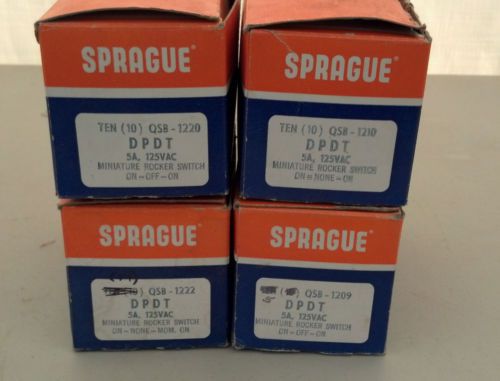 SPRAGUE®
TEN (10) QSB-1220
DPDT
5A, 125VAC
MINIATURE ROCKER SWITCH
ON-OFF-ON
SPRAGUE®
TEN (10) QSB-1210
DPDT
5A, 125VAC
MINIATURE ROCKER SWITCH
ON-NONE-ON
SPRAGUE®
QSB-1222
DPDT
5A, 125VAC
MINIATURE ROCKER SWITCH
ON-NONE-MOM. ON
SPRAGUE®
QSB-1209
5 DPDT
5A, 125VAC
MINIATURE ROCKER SWITCH
ON-OFF-ON